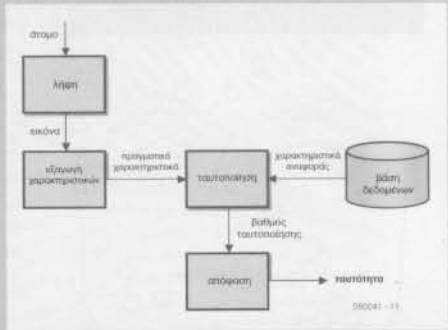 άτομο
λήψη
εικόνα
εξαγωγή
χαρακτηριστικών
πραγματικά
χαρακτηριστικά
ταυτοποίηση
χαρακτηριστικά
αναφοράς
βάση
δεδομένων
βαθμός
ταυτοποίησης
απόφαση
ταυτότητα